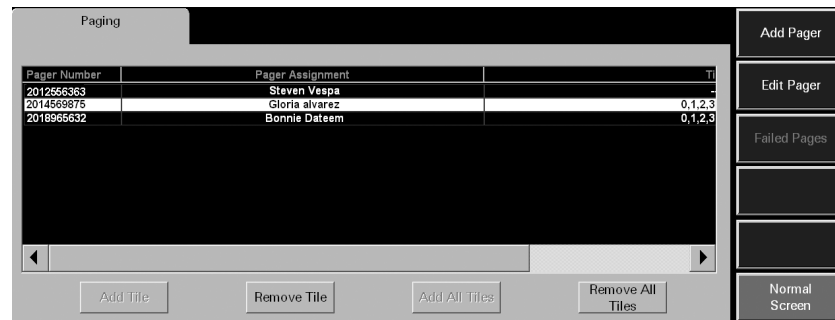 Paging
Add Pager
Pager Number Pager Assignment Ti
2012556363 Steven Vespa --
2014569875 Gloria alvarez 0,1,2,3
2018965632 Bonnie Dateem 0,1,2,3
Edit Pager
Failed Pages
Add Tile Remove Tile Add All Tiles Remove All
Tiles
Normal
Screen